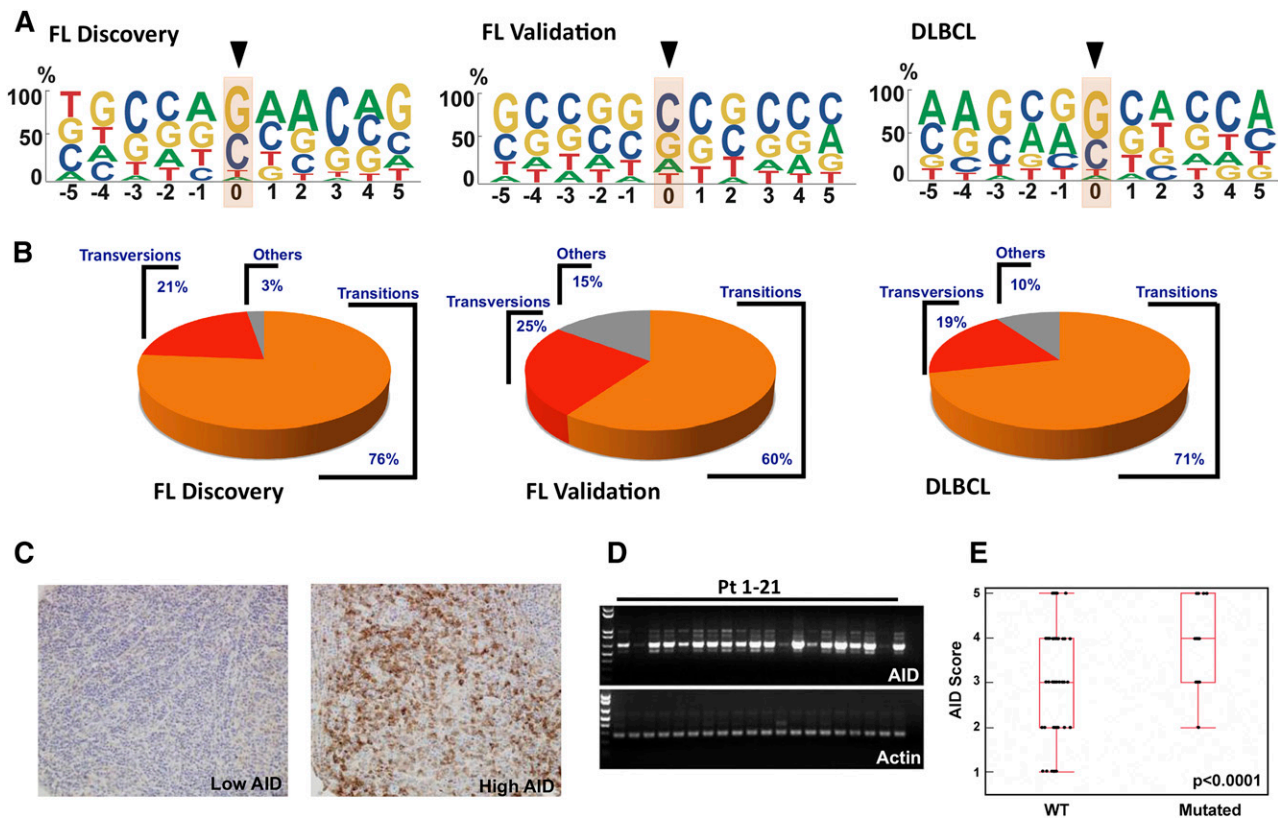 A
FL Discovery
FL Validation
DLBCL
%
100
50
0
-5 -4 -3 -2 -1 0 1 2 3 4 5
%
100
50
0
-5 -4 -3 -2 -1 0 1 2 3 4 5
%
100
50
0
-5 -4 -3 -2 -1 0 1 2 3 4 5
B
Transversions
21%
Others
3%
Transitions
76%
FL Discovery
Others
15%
Transversions
25%
Transitions
60%
FL Validation
Others
10%
Transversions
19%
Transitions
71%
DLBCL
C
Low AID
High AID
D
Pt 1-21
AID
Actin
E
AID Score
5
4
3
2
1
p<0.0001
WT
Mutated